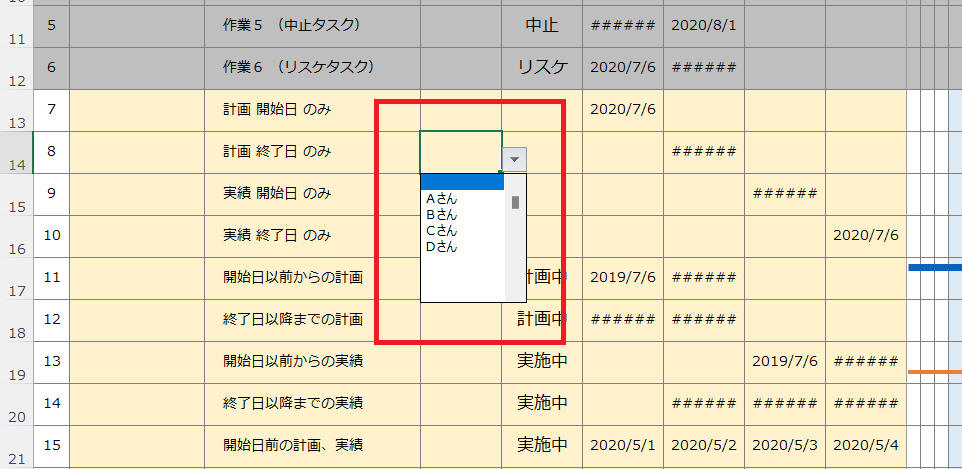 11 5 作業５（中止タスク） 中止 ###### 2020/8/1
12 6 作業６（リスケタスク） リスケ 2020/7/6 ######
13 7 計画 開始日 のみ 2020/7/6
14 8 計画 終了日 のみ ######
Aさん
15 9 実績 開始日 のみ ######
Bさん
Cさん
16 10 実績 終了日 のみ 2020/7/6
Dさん
17 11 開始日以前からの計画 計画中 2019/7/6 ######
18 12 終了日以降までの計画 計画中 ###### ######
19 13 開始日以前からの実績 実施中 2019/7/6 ######
20 14 終了日以降までの実績 実施中 ###### ###### ######
21 15 開始日前の計画、実績 実施中 2020/5/1 2020/5/2 2020/5/3 2020/5/4